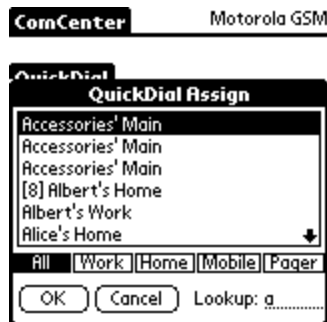 ComCenter Motorola GSM
QuickDial
QuickDial Assign
Accessories' Main
Accessories' Main
Accessories' Main
[8] Albert's Home
Albert's Work
Alice's Home
All Work Home Mobile Pager
OK Cancel Lookup: a